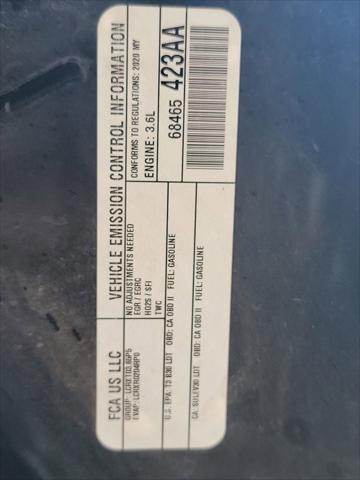 FCA US LLC
VEHICLE EMISSION CONTROL INFORMATION
CONFORMS TO REGULATIONS: 2020 MY
NO ADJUSTMENTS NEEDED
EGR / EGRC
HO2S / SFI
TWC
ENGINE: 3.6L
68465
423AA
U.S. EPA: T3 B30 LDT OBD: CA OBD II FUEL: GASOLINE
CA: SULEV30 LDT OBD: CA OBD II FUEL: GASOLINE